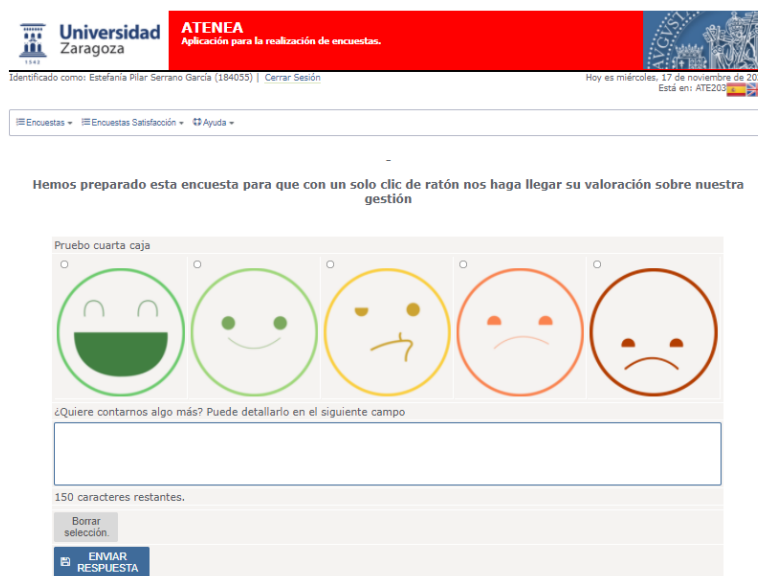 Universidad
Zaragoza
1542
ATENEA
Aplicación para la realización de encuestas.
Identificado como: Estefanía Pilar Serrano García (184055) | Cerrar Sesión
Hoy es miércoles, 17 de noviembre de 20
Está en: ATE203
Encuestas
Encuestas Satisfacción
Ayuda
-
Hemos preparado esta encuesta para que con un solo clic de ratón nos haga llegar su valoración sobre nuestra
gestión
Pruebo cuarta caja
¿Quiere contarnos algo más? Puede detallarlo en el siguiente campo
150 caracteres restantes.
Borrar
selección.
ENVIAR
RESPUESTA